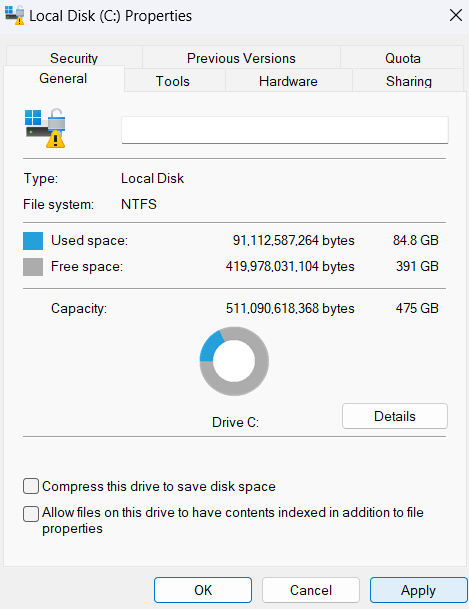 Local Disk (C:) Properties
Security Previous Versions Quota
General Tools Hardware Sharing
Type: Local Disk
File system: NTFS
Used space: 91,112,587,264 bytes 84.8 GB
Free space: 419,978,031,104 bytes 391 GB
Capacity: 511,090,618,368 bytes 475 GB
Drive C: Details
Compress this drive to save disk space
Allow files on this drive to have contents indexed in addition to file
properties
OK Cancel Apply